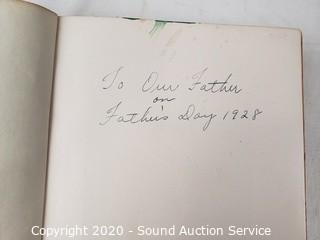 To Our Father
on
Father's Day 1928
Copyright 2020 - Sound Auction Service